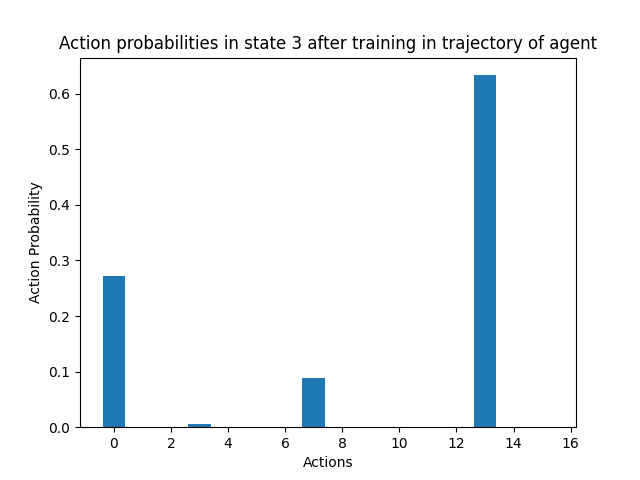 Action probabilities in state 3 after training in trajectory of agent
Action Probability
0.6
0.5
0.4
0.3
0.2
0.1
0.0
0 2 4 6 8 10 12 14 16
Actions